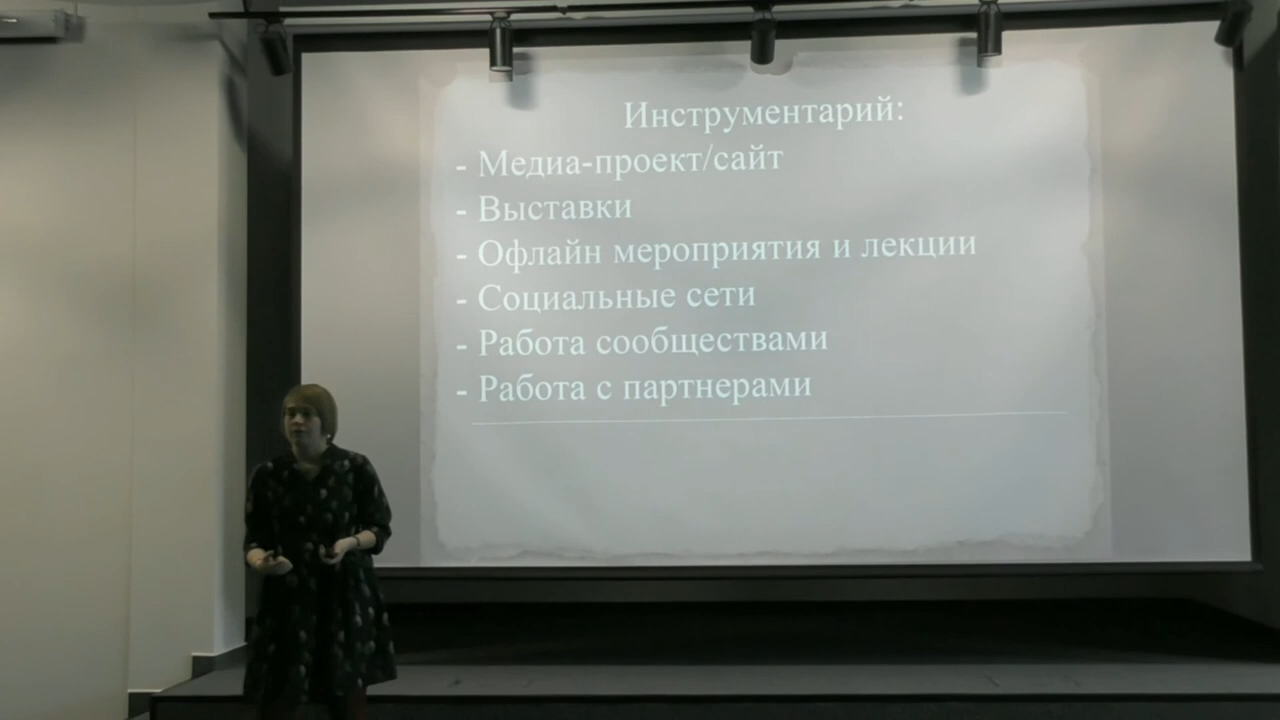 Инструментарий:
- Медиа-проект/сайт
- Выставки
- Офлайн мероприятия и лекции
- Социальные сети
- Работа сообществами
- Работа с партнерами